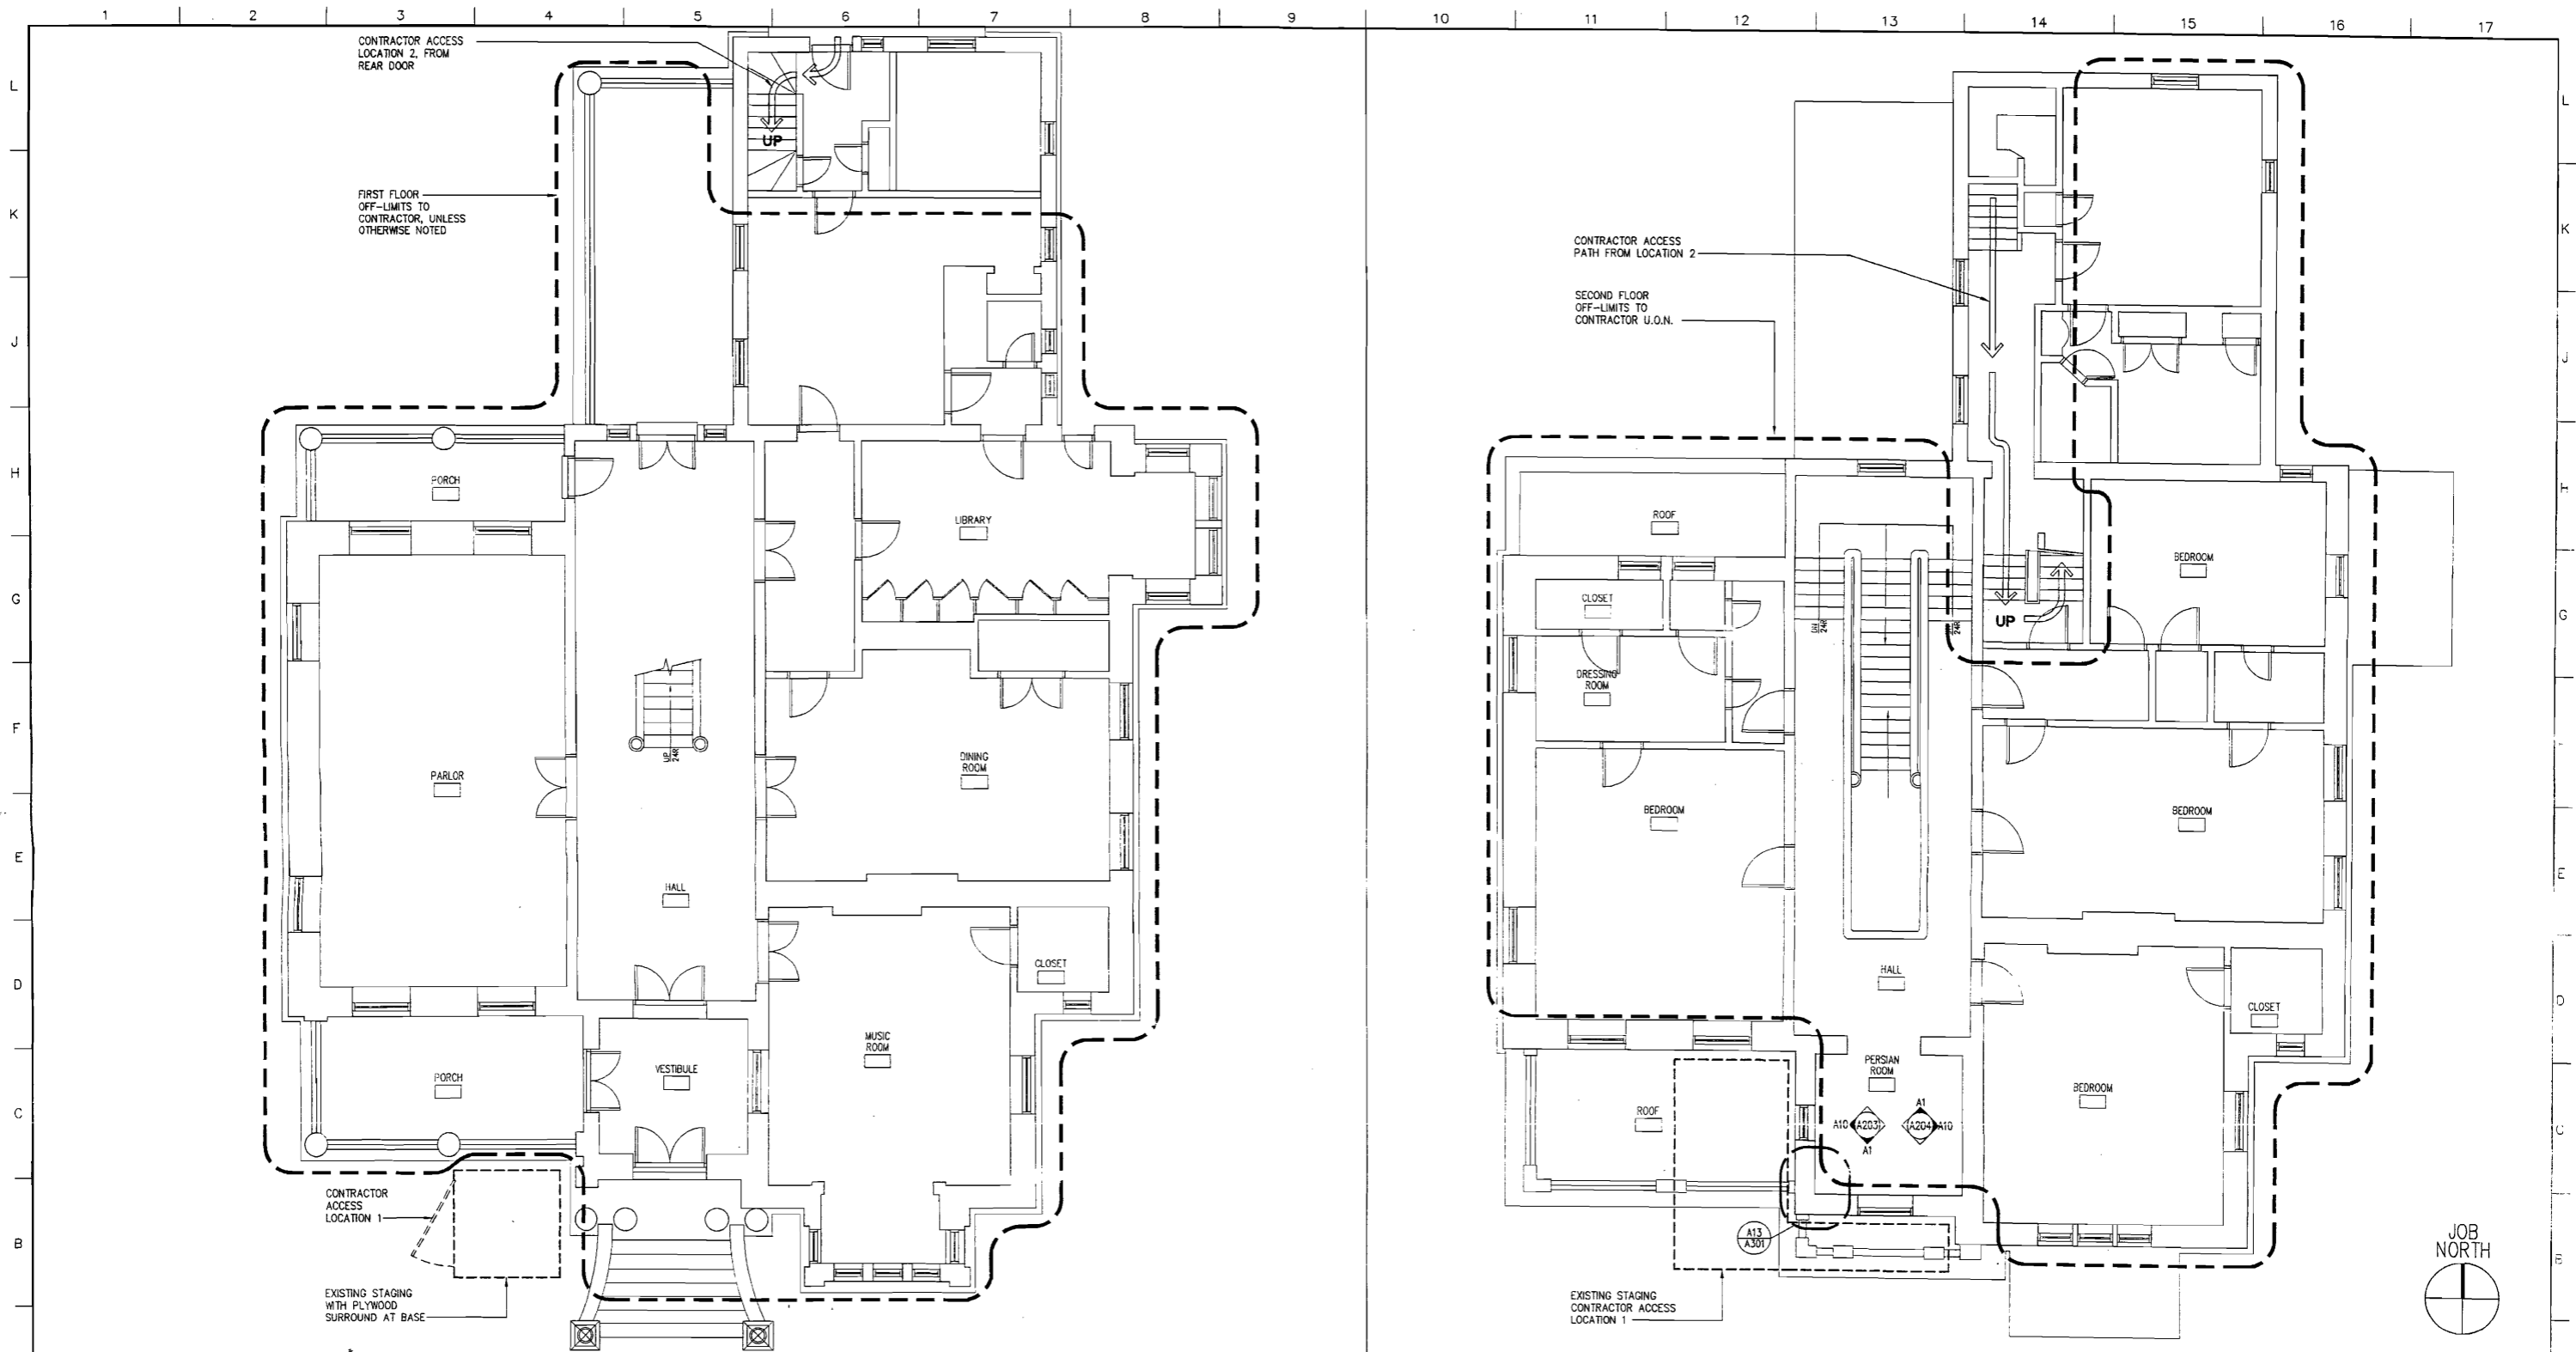 1 2 3 4 5 6 7 8 9 10 11 12 13 14 15 16 17
L
K
J
H
G
F
E
D
C
B
CONTRACTOR ACCESS
LOCATION 2, FROM
REAR DOOR
UP
FIRST FLOOR
OFF-LIMITS TO
CONTRACTOR, UNLESS
OTHERWISE NOTED
PORCH
LIBRARY
UP
24R
PARLOR
DINING
ROOM
HALL
CLOSET
MUSIC
ROOM
PORCH
VESTIBULE
CONTRACTOR
ACCESS
LOCATION 1
EXISTING STAGING
WITH PLYWOOD
SURROUND AT BASE
CONTRACTOR ACCESS
PATH FROM LOCATION 2
SECOND FLOOR
OFF-LIMITS TO
CONTRACTOR U.O.N.
ROOF
BEDROOM
CLOSET
DN
24R
24R
UP
DRESSING
ROOM
BEDROOM
BEDROOM
HALL
CLOSET
PERSIAN
ROOM
BEDROOM
ROOF
A10 A203 A1
A1 A204 A10
A13
A301
EXISTING STAGING
CONTRACTOR ACCESS
LOCATION 1
JOB
NORTH
L
K
J
H
G
E
D
C
B